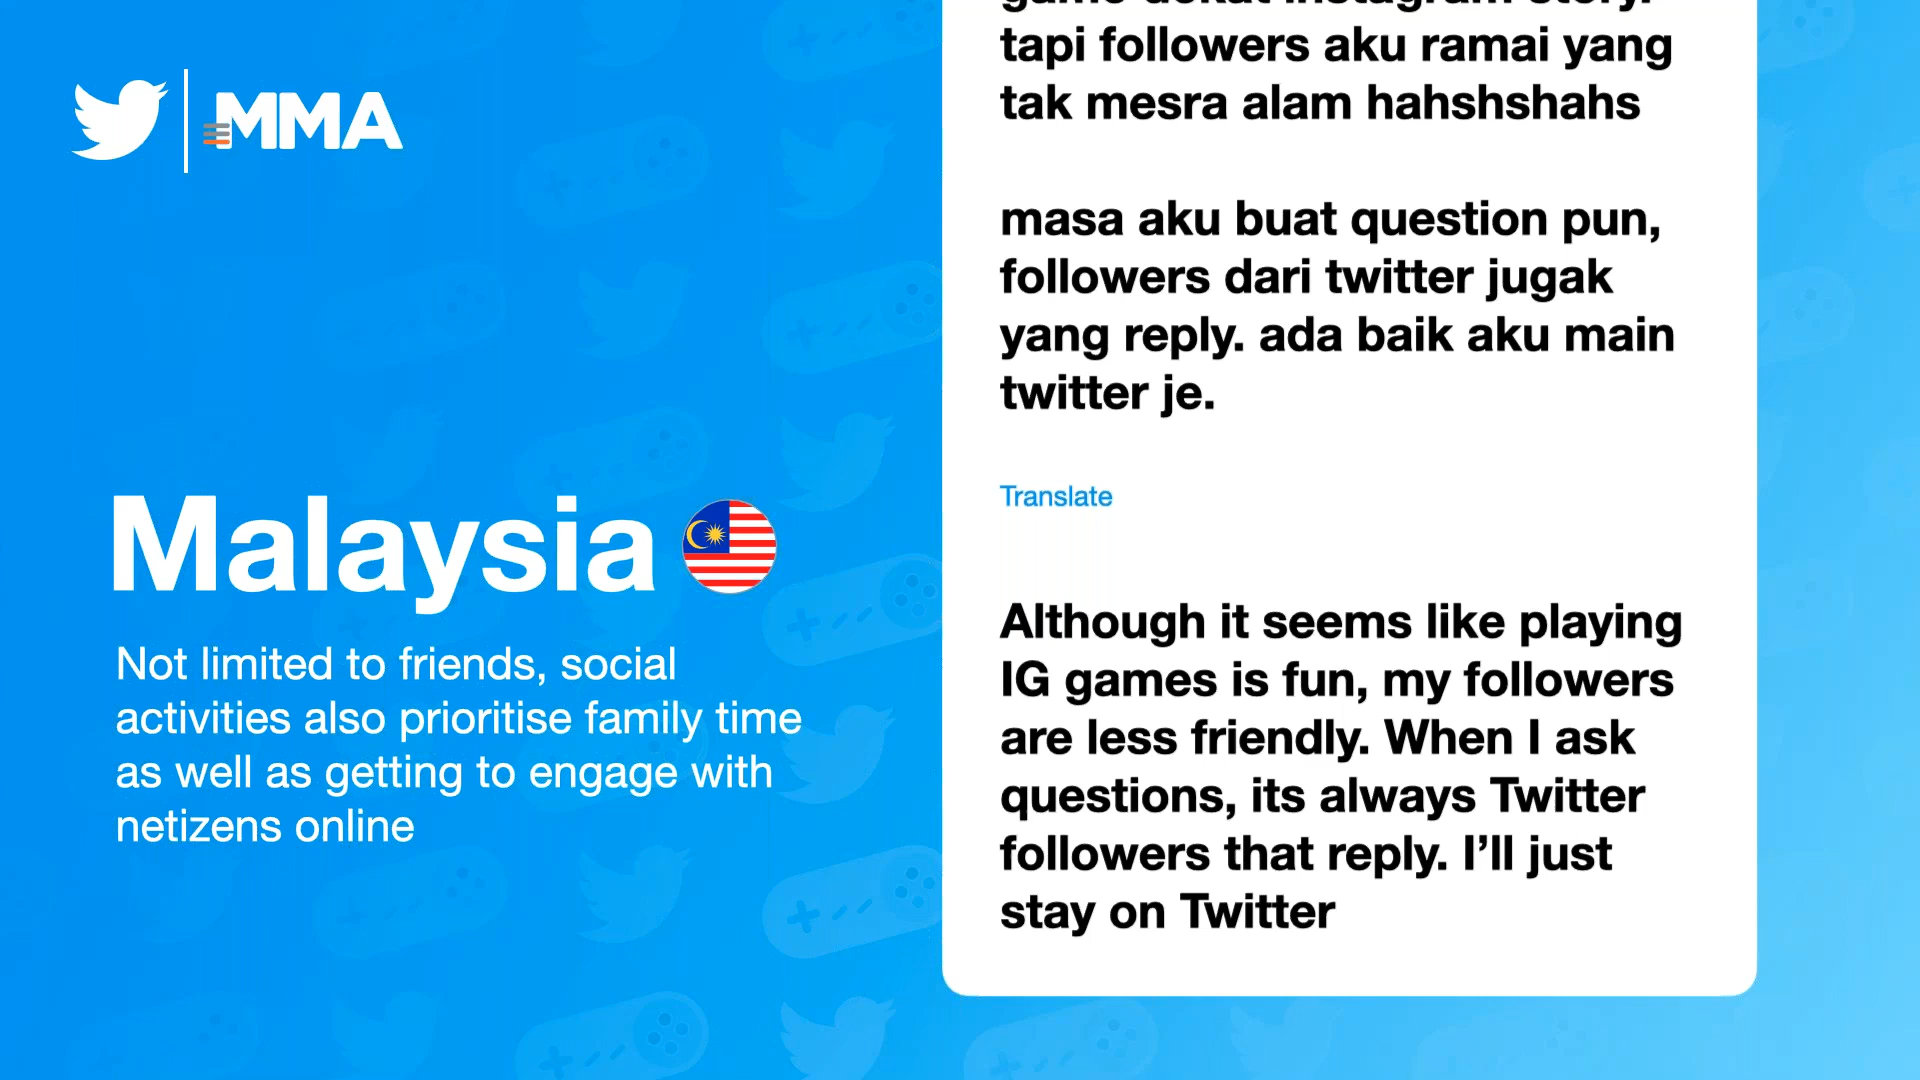 MMA
Malaysia
Not limited to friends, social
activities also prioritise family time
as well as getting to engage with
netizens online
game dekat instagram story.
tapi followers aku ramai yang
tak mesra alam hahshshahs
masa aku buat question pun,
followers dari twitter jugak
yang reply. ada baik aku main
twitter je.
Translate
Although it seems like playing
IG games is fun, my followers
are less friendly. When I ask
questions, its always Twitter
followers that reply. I’ll just
stay on Twitter